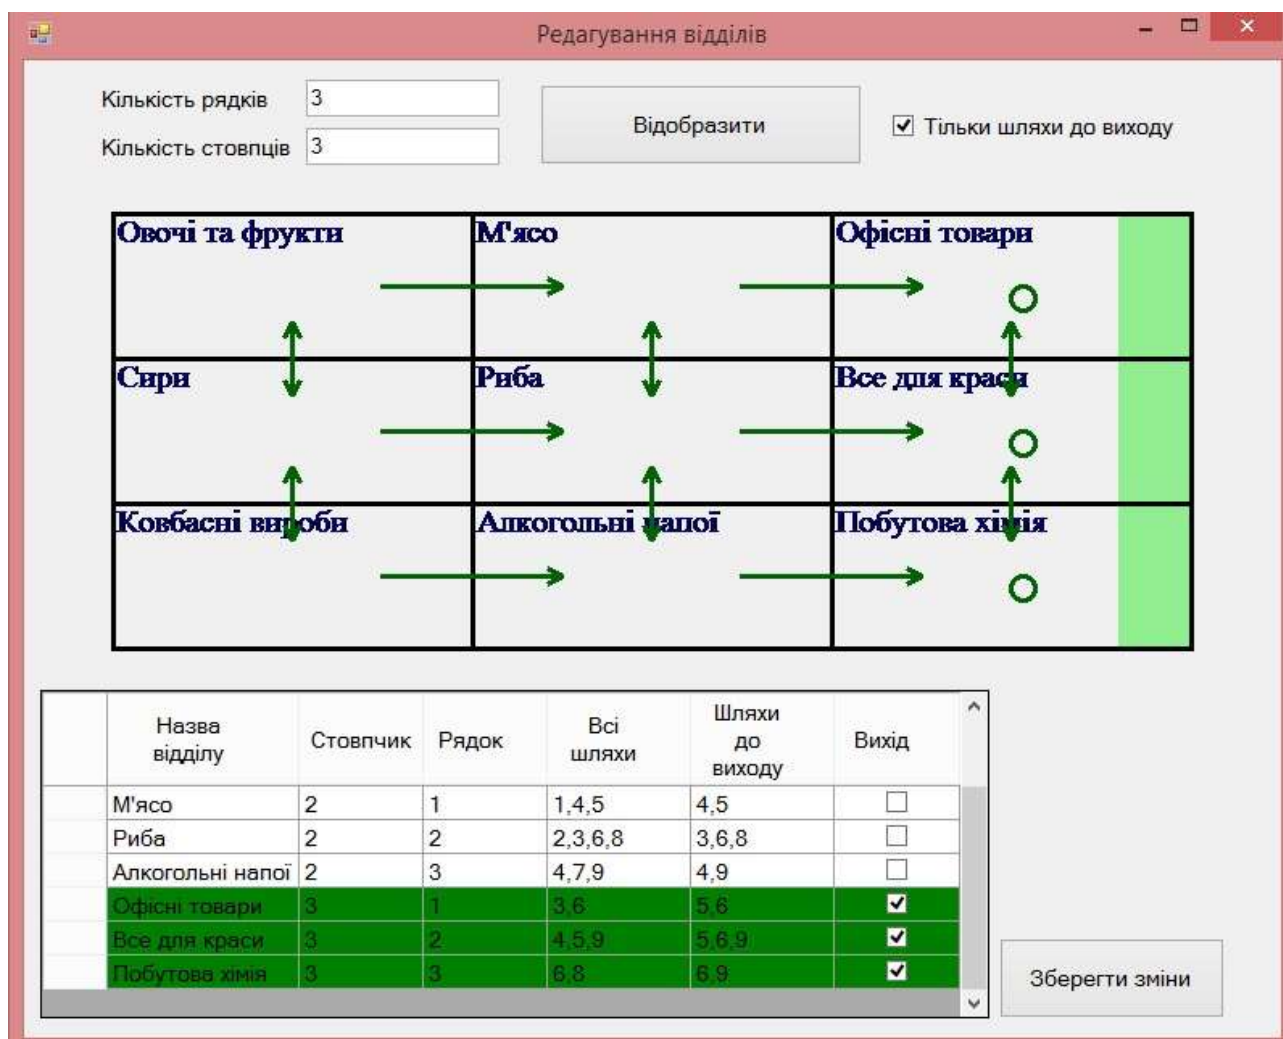 Редагування відділів
Кількість рядків 3
Кількість стовпців 3
Відобразити
Тільки шляхи до виходу
Овочі та фрукти М'ясо Офісні товари
Сири Риба Все для краси
Ковбасні вироби Алкогольні напої Побутова хімія
Назва відділу Стовпчик Рядок Всі шляхи Шляхи до виходу Вихід
М'ясо 2 1 1,4,5 4,5
Риба 2 2 2,3,6,8 3,6,8
Алкогольні напої 2 3 4,7,9 4,9
Офісні товари 3 1 3,6 5,6
Все для краси 3 2 4,5,9 5,6,9
Побутова хімія 3 3 6,8 6,9
Зберегти зміни